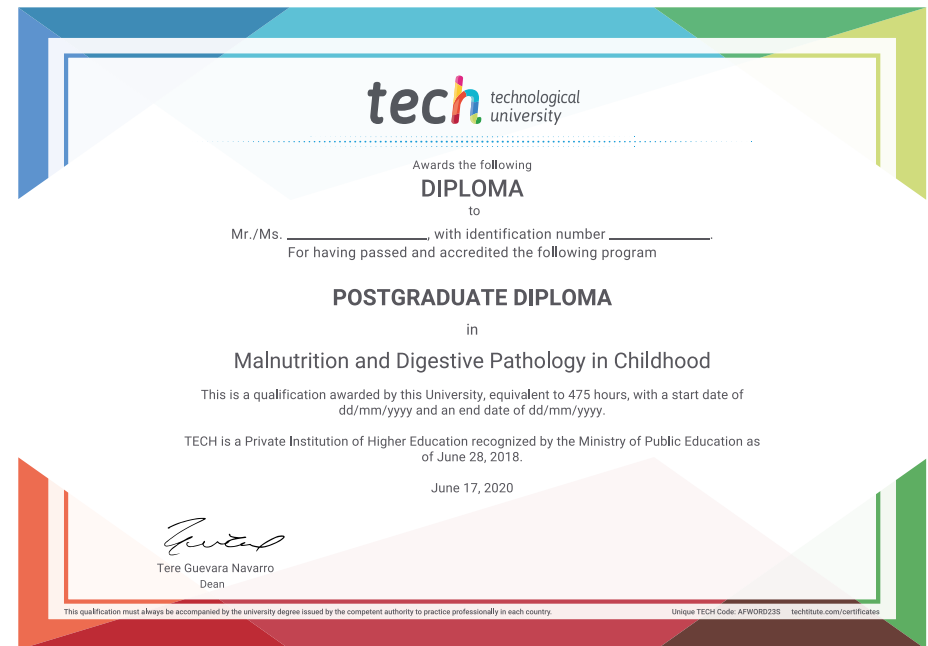 tech technological
university
Awards the following
DIPLOMA
to
Mr./Ms. ____________________, with identification number ______________.
For having passed and accredited the following program
POSTGRADUATE DIPLOMA
in
Malnutrition and Digestive Pathology in Childhood
This is a qualification awarded by this University, equivalent to 475 hours, with a start date of
dd/mm/yyyy and an end date of dd/mm/yyyy.
TECH is a Private Institution of Higher Education recognized by the Ministry of Public Education as
of June 28, 2018.
June 17, 2020
Tere Guevara Navarro
Dean
This qualification must always be accompanied by the university degree issued by the competent authority to practice professionally in each country.
Unique TECH Code: AFWORD23S techtitute.com/certificates